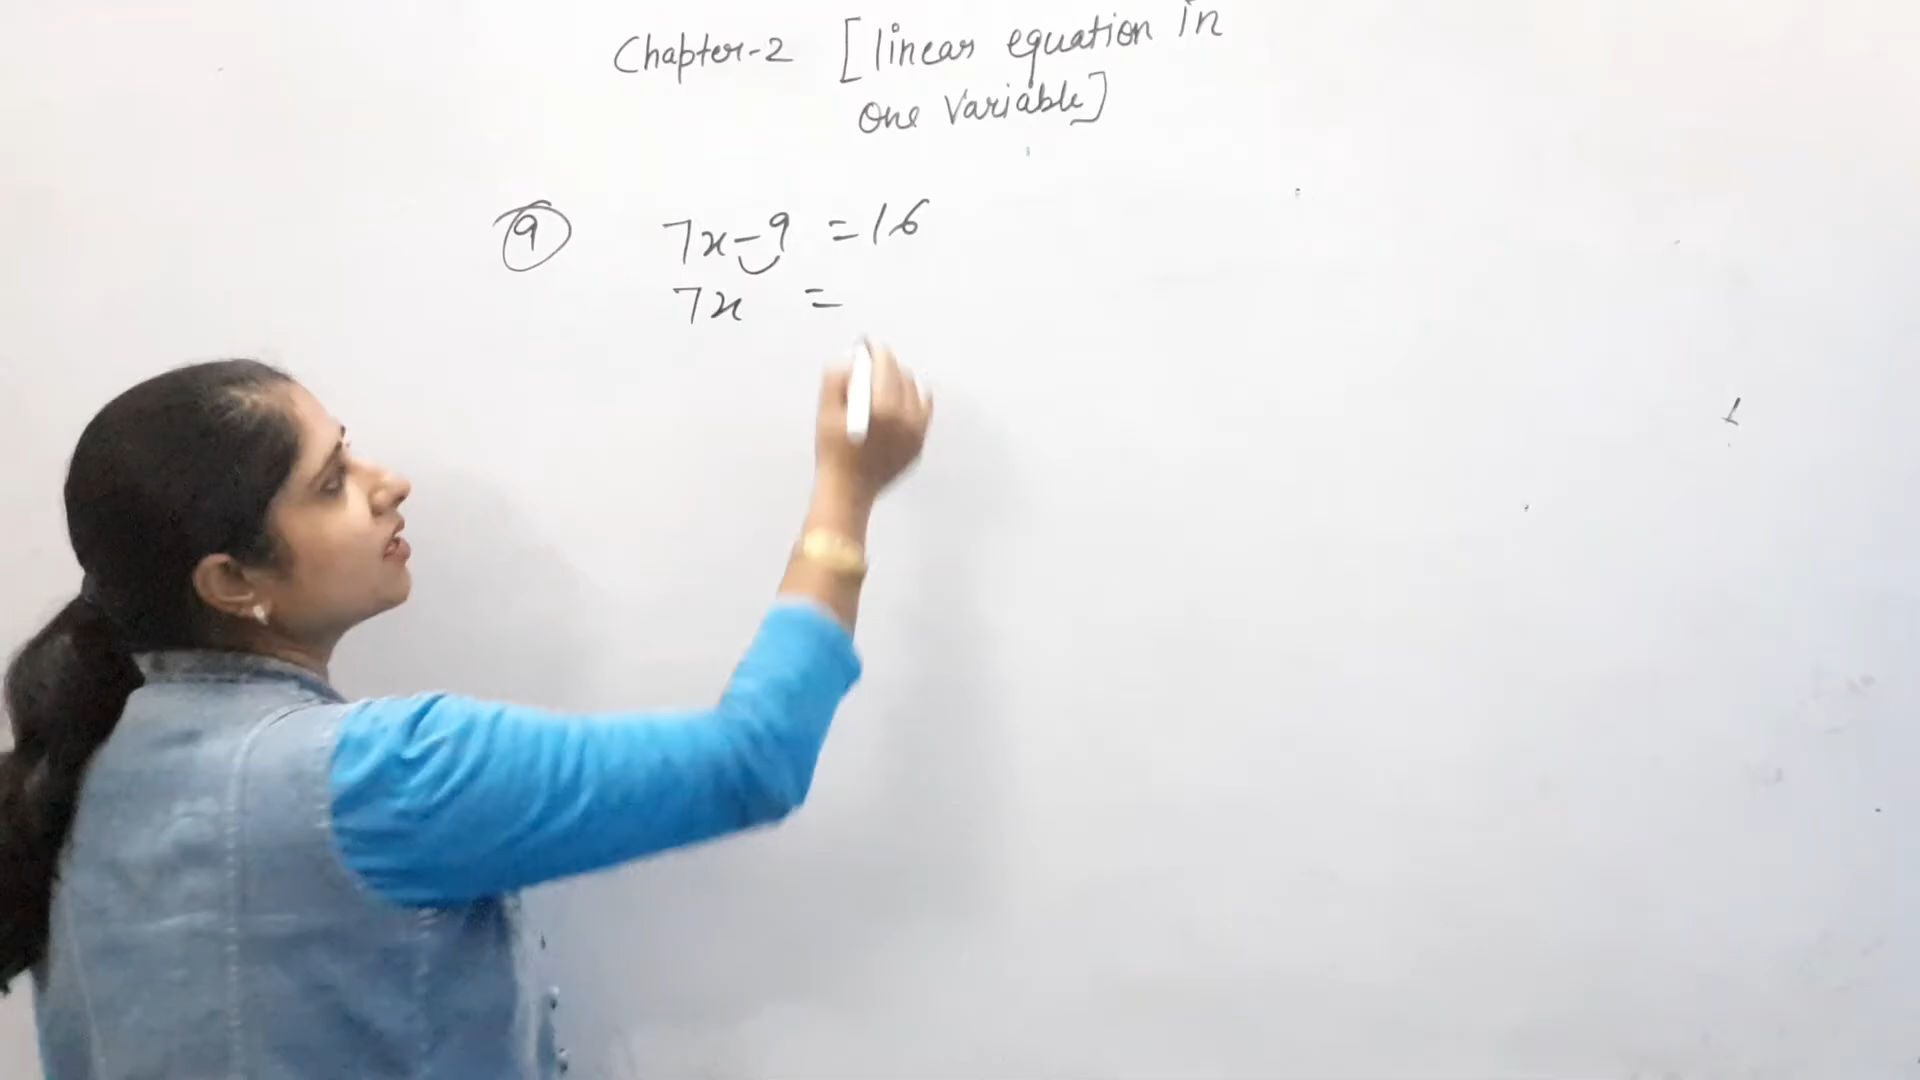 Chapter-2 [linear equation in
one Variable]
9 7x-9 =16
7x =